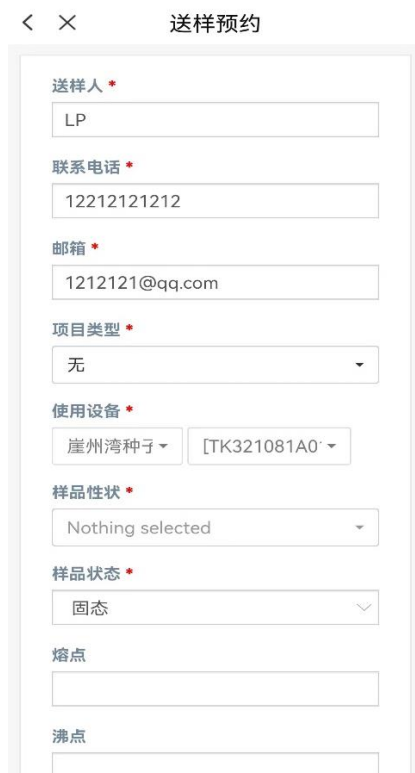 送样预约
送样人 *
LP
联系电话 *
12212121212
邮箱 *
1212121@qq.com
项目类型 *
无
使用设备 *
崖州湾种子 [TK321081A0
样品性状 *
Nothing selected
样品状态 *
固态
熔点
沸点